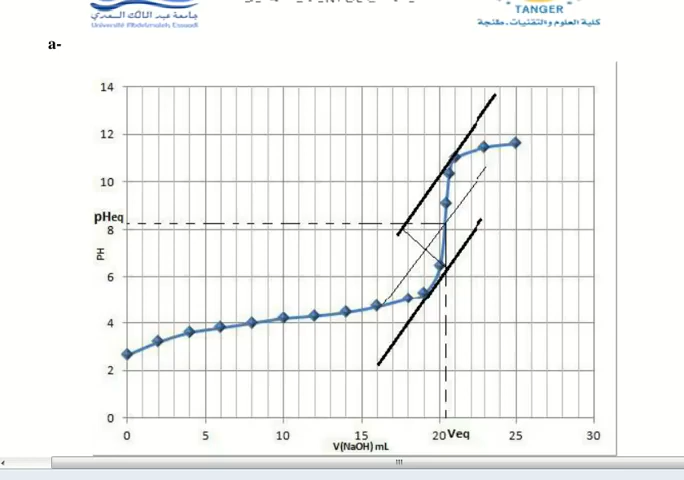 جامعة عبد المالك السعدي
Université Abdelmalek Essaadi
TANGER
كلية العلوم والتقنيات - طنجة
a-
14
12
10
pHeq
8
PH
6
4
2
0
0 5 10 15 20 Veq 25 30
V(NaOH) mL